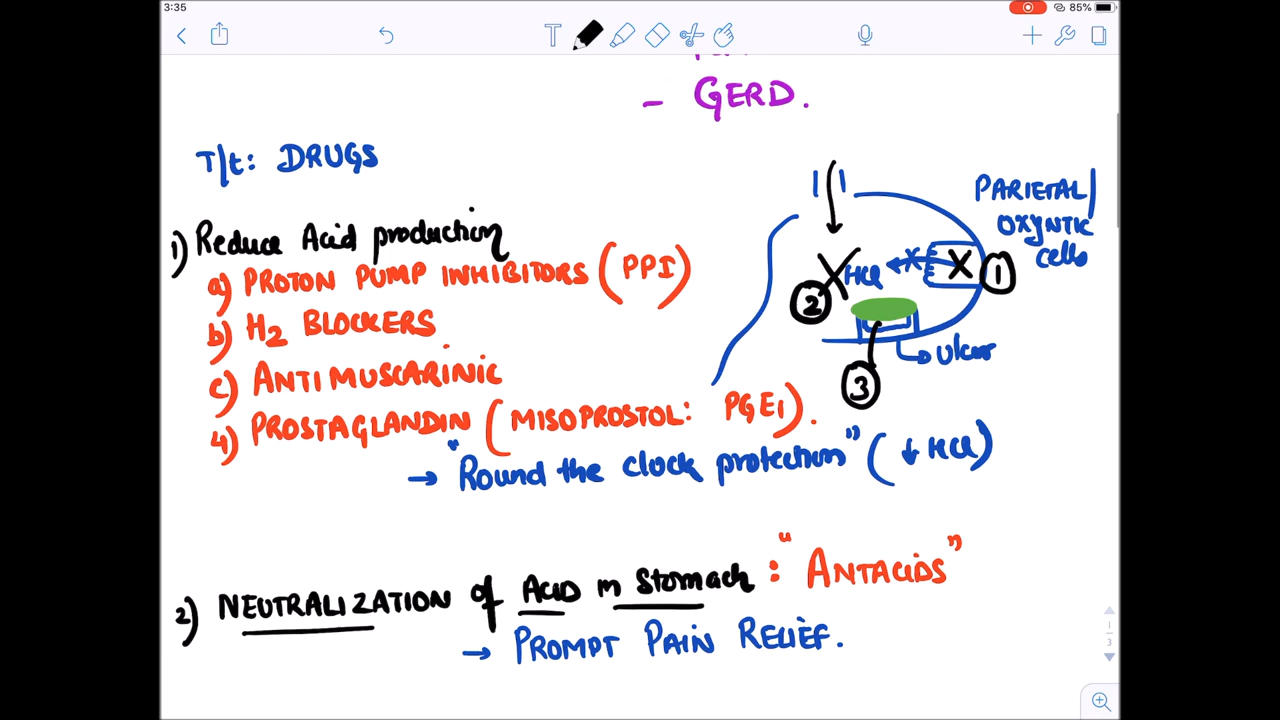 3:35
85%
- GERD.
T/t: DRUGS
1) Reduce Acid production
a) PROTON PUMP INHIBITORS (PPI)
b) H2 BLOCKERS
c) ANTIMUSCARINIC
4) PROSTAGLANDIN (MISOPROSTOL: PGE1).
→ "Round the clock protection" (↓ HCl)
PARIETAL/
OXYNTIC
cells
HCl
1
2
Ulcer
3
2) NEUTRALIZATION of ACID in Stomach: "ANTACIDS"
→ PROMPT PAIN RELIEF.
1
3